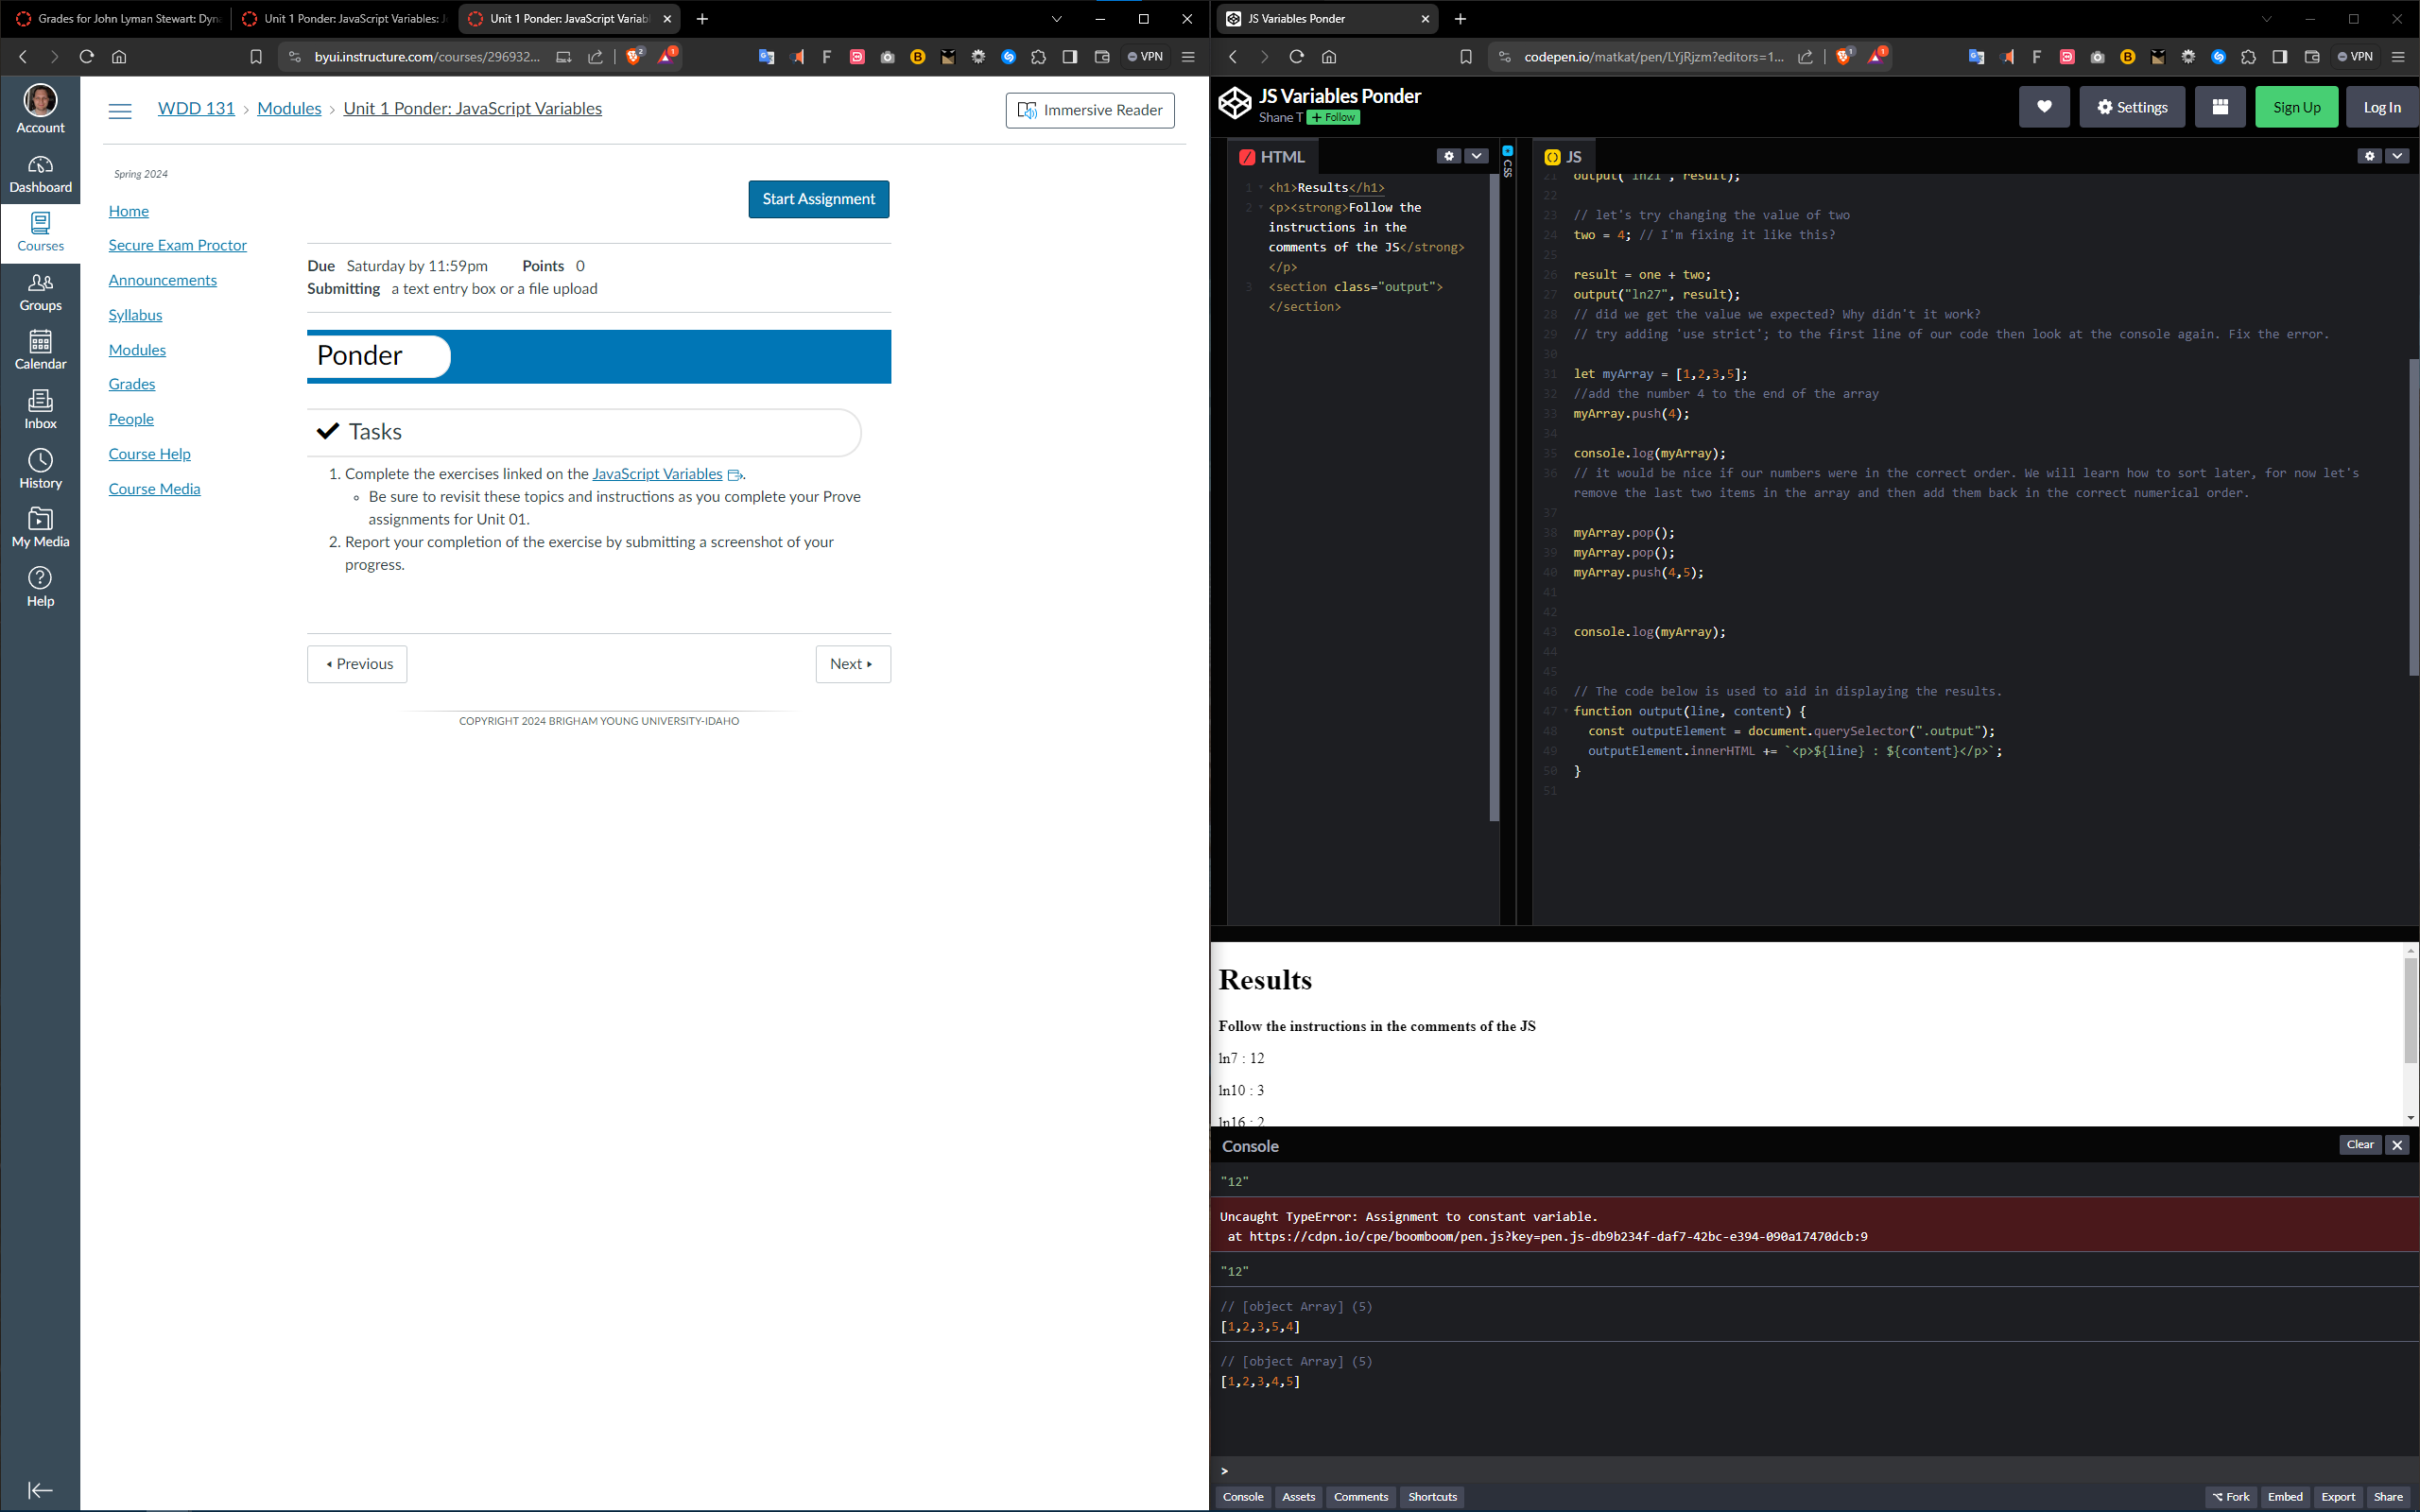 Grades for John Lyman Stewart: Dyn
Unit 1 Ponder: JavaScript Variables: J
Unit 1 Ponder: JavaScript Variabl
byui.instructure.com/courses/296932...
VPN
Account
Dashboard
Courses
Groups
Calendar
Inbox
History
My Media
Help
WDD 131 › Modules › Unit 1 Ponder: JavaScript Variables
Immersive Reader
Spring 2024
Home
Secure Exam Proctor
Announcements
Syllabus
Modules
Grades
People
Course Help
Course Media
Start Assignment
Due Saturday by 11:59pm Points 0
Submitting a text entry box or a file upload
Ponder
Tasks
1. Complete the exercises linked on the JavaScript Variables.
Be sure to revisit these topics and instructions as you complete your Prove
assignments for Unit 01.
2. Report your completion of the exercise by submitting a screenshot of your
progress.
Previous
Next
COPYRIGHT 2024 BRIGHAM YOUNG UNIVERSITY-IDAHO
JS Variables Ponder
codepen.io/matkat/pen/LYjRjzm?editors=1...
VPN
JS Variables Ponder
Shane T + Follow
Settings
Sign Up
Log In
HTML
1 <h1>Results</h1>
2 <p><strong>Follow the
instructions in the
comments of the JS</strong>
</p>
3 <section class="output">
</section>
CSS
JS
21 output("ln21", result);
22
23 // let's try changing the value of two
24 two = 4; // I'm fixing it like this?
25
26 result = one + two;
27 output("ln27", result);
28 // did we get the value we expected? Why didn't it work?
29 // try adding 'use strict'; to the first line of our code then look at the console again. Fix the error.
30
31 let myArray = [1,2,3,5];
32 //add the number 4 to the end of the array
33 myArray.push(4);
34
35 console.log(myArray);
36 // it would be nice if our numbers were in the correct order. We will learn how to sort later, for now let's
remove the last two items in the array and then add them back in the correct numerical order.
37
38 myArray.pop();
39 myArray.pop();
40 myArray.push(4,5);
41
42
43 console.log(myArray);
44
45
46 // The code below is used to aid in displaying the results.
47 function output(line, content) {
48 const outputElement = document.querySelector(".output");
49 outputElement.innerHTML += `<p>${line} : ${content}</p>`;
50 }
51
Results
Follow the instructions in the comments of the JS
ln7 : 12
ln10 : 3
ln16 : 2
Console
Clear
"12"
Uncaught TypeError: Assignment to constant variable.
at https://cdpn.io/cpe/boomboom/pen.js?key=pen.js-db9b234f-daf7-42bc-e394-090a17470dcb:9
"12"
// [object Array] (5)
[1,2,3,5,4]
// [object Array] (5)
[1,2,3,4,5]
>
Console
Assets
Comments
Shortcuts
Fork
Embed
Export
Share